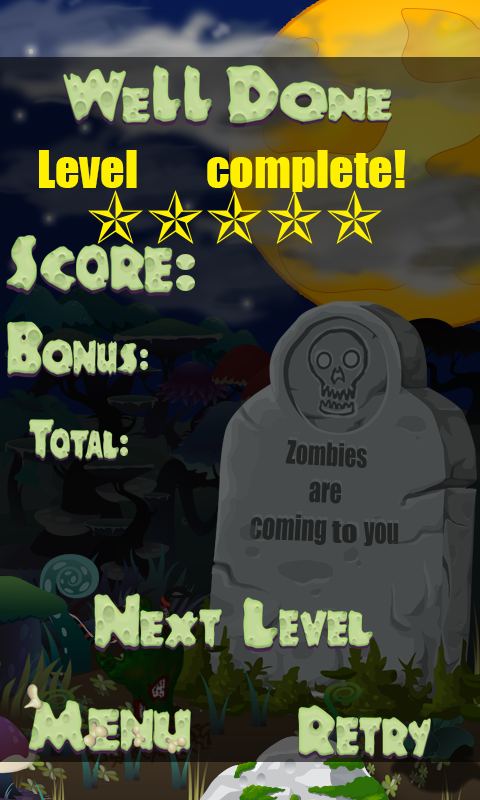 Well Done
Level complete!
Score:
Bonus:
Total:
Zombies
are
coming to you
Next Level
Menu Retry